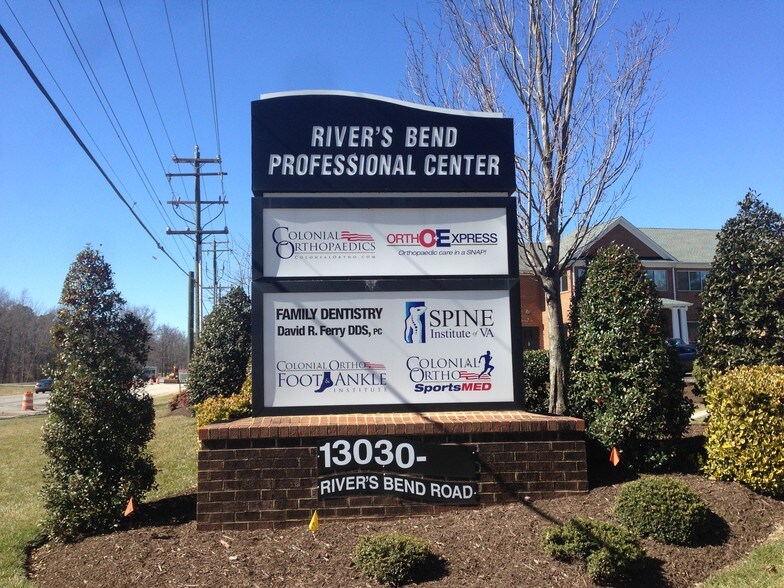 RIVER'S BEND
PROFESSIONAL CENTER
COLONIAL
ORTHOPAEDICS
COLONIALORTHO.COM
ORTHOEXPRESS
Orthopaedic care in a SNAP!
FAMILY DENTISTRY
David R. Ferry DDS, PC
SPINE
Institute of VA
COLONIAL ORTHO
FOOT & ANKLE
INSTITUTE
COLONIAL
ORTHO
SportsMED
13030-
RIVER'S BEND ROAD